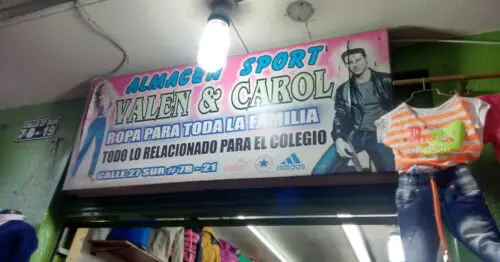 ALMACEN SPORT
VALEN & CAROL
ROPA PARA TODA LA FAMILIA
TODO LO RELACIONADO PARA EL COLEGIO
CALLE 27 SUR # 7B - 21
adidas